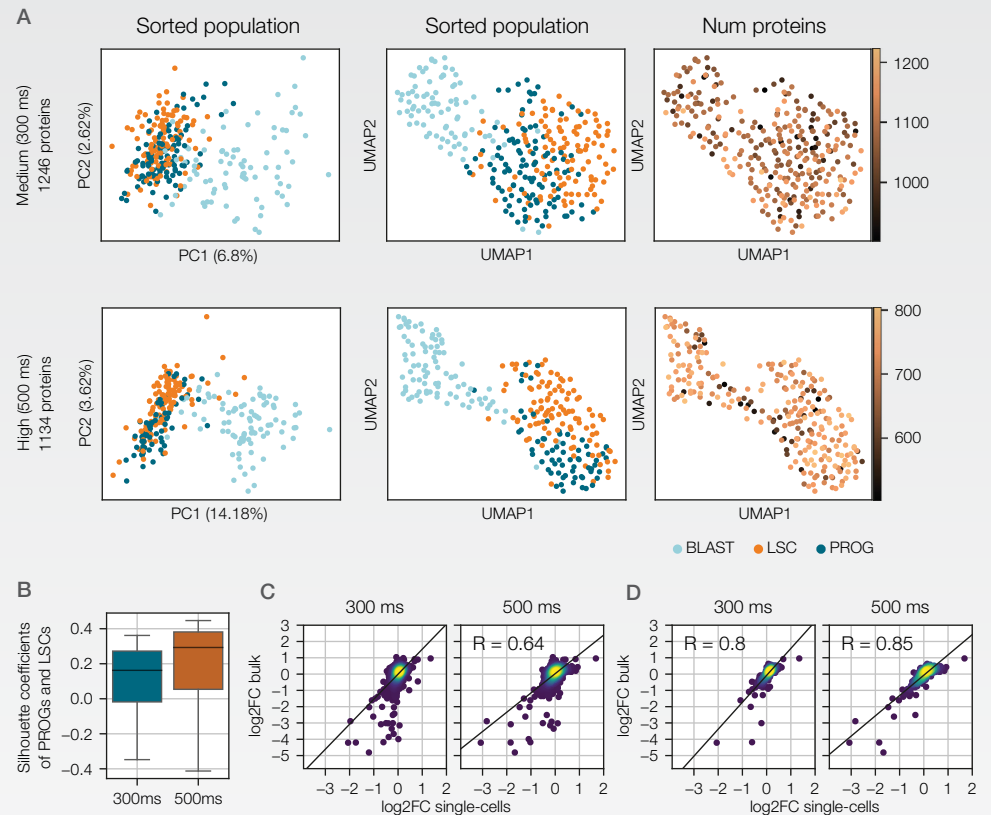 A
Sorted population
Sorted population
Num proteins
Medium (300 ms)
1246 proteins
PC2 (2.62%)
PC1 (6.8%)
UMAP2
UMAP1
UMAP2
UMAP1
1200
1100
1000
High (500 ms)
1134 proteins
PC2 (3.62%)
PC1 (14.18%)
UMAP2
UMAP1
UMAP2
UMAP1
800
700
600
BLAST LSC PROG
B
Silhouette coefficients
of PROGs and LSCs
0.4
0.2
0.0
−0.2
−0.4
300ms 500ms
C
300 ms 500 ms
R = 0.64
log2FC bulk
3
2
1
0
−1
−2
−3
−4
−5
−3 −2 −1 0 1 2 −3 −2 −1 0 1 2
log2FC single-cells
D
300 ms 500 ms
R = 0.8 R = 0.85
log2FC bulk
3
2
1
0
−1
−2
−3
−4
−5
−3 −2 −1 0 1 2 −3 −2 −1 0 1 2
log2FC single-cells